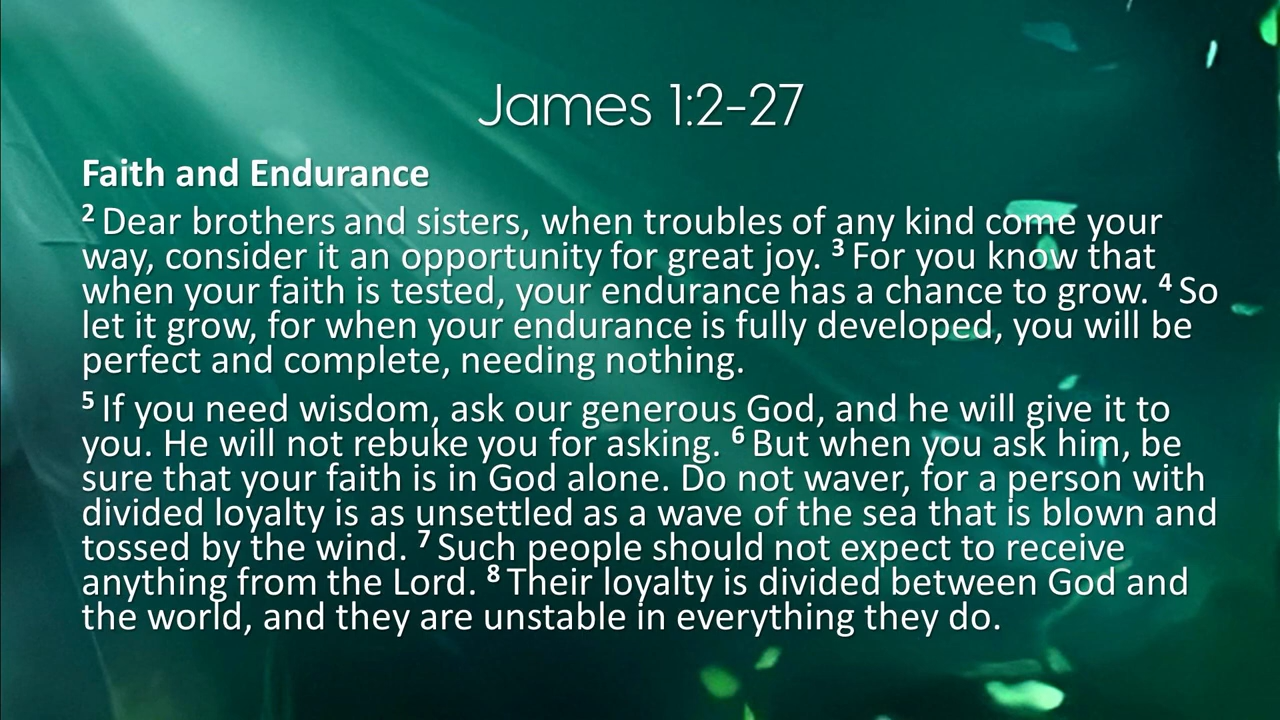 James 1:2-27
Faith and Endurance
2 Dear brothers and sisters, when troubles of any kind come your
way, consider it an opportunity for great joy. 3 For you know that
when your faith is tested, your endurance has a chance to grow. 4 So
let it grow, for when your endurance is fully developed, you will be
perfect and complete, needing nothing.
5 If you need wisdom, ask our generous God, and he will give it to
you. He will not rebuke you for asking. 6 But when you ask him, be
sure that your faith is in God alone. Do not waver, for a person with
divided loyalty is as unsettled as a wave of the sea that is blown and
tossed by the wind. 7 Such people should not expect to receive
anything from the Lord. 8 Their loyalty is divided between God and
the world, and they are unstable in everything they do.